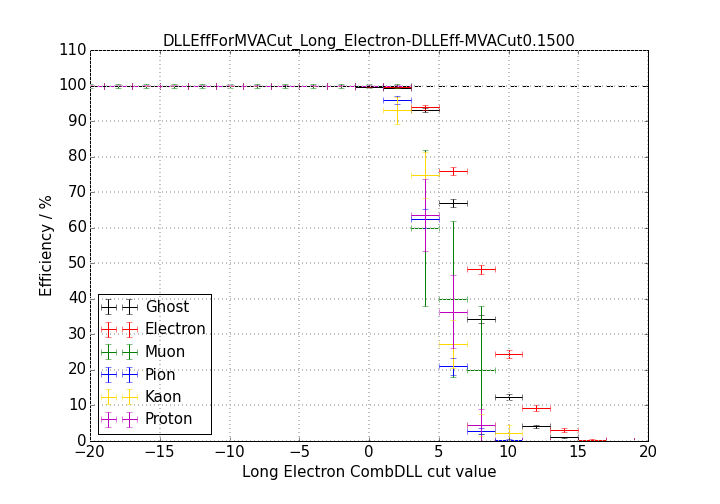 DLLEffForMVACut_Long_Electron-DLLEff-MVACut0.1500
110
100
90
80
70
60
50
40
30
20
10
0
Efficiency / %
Ghost
Electron
Muon
Pion
Kaon
Proton
−20 −15 −10 −5 0 5 10 15 20
Long Electron CombDLL cut value